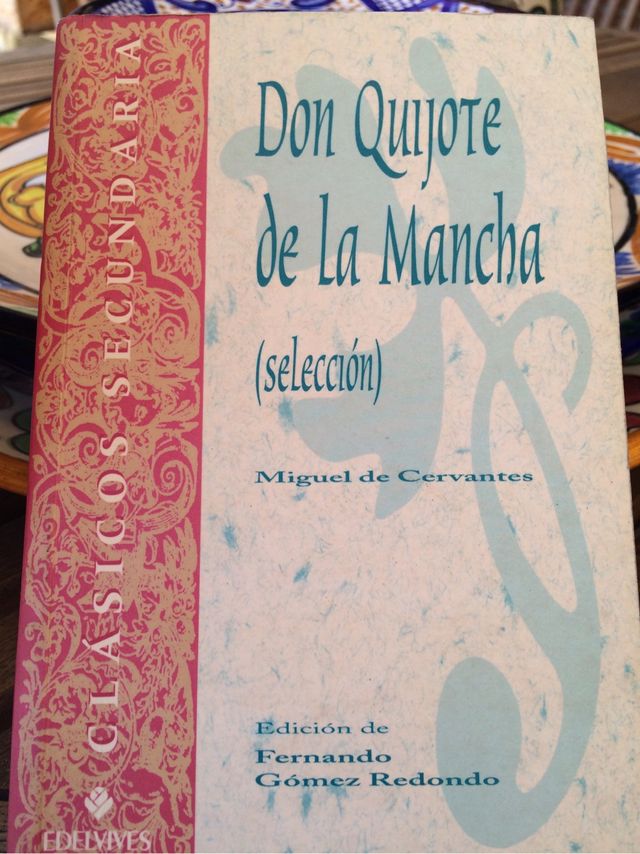 Don Quijote
de la Mancha
(selección)
Miguel de Cervantes
Edición de
Fernando
Gómez Redondo
CLÁSICOS SECUNDARIA
EDELVIVES